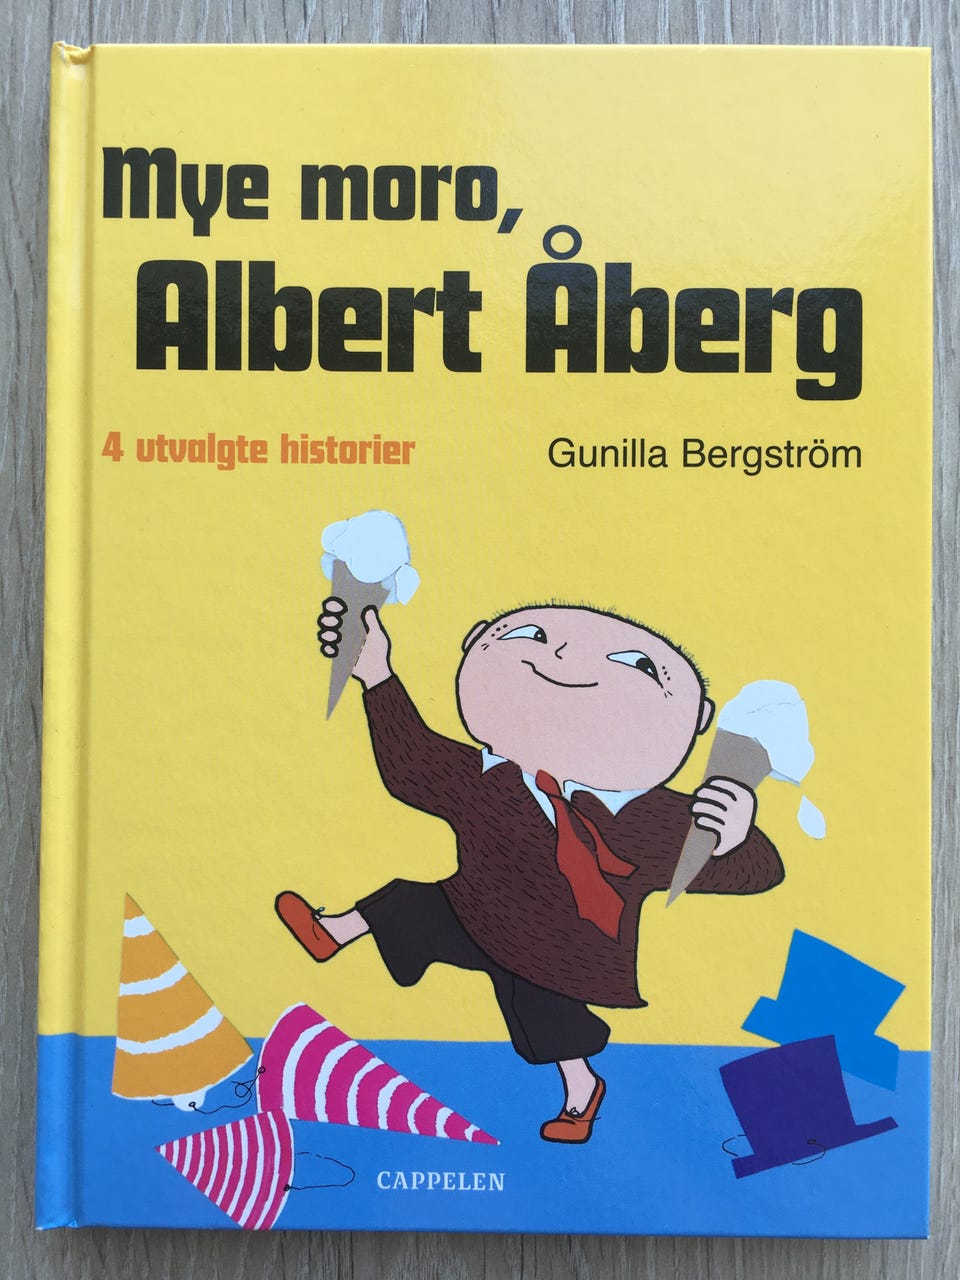 Mye moro,
Albert Åberg
4 utvalgte historier
Gunilla Bergström
CAPPELEN